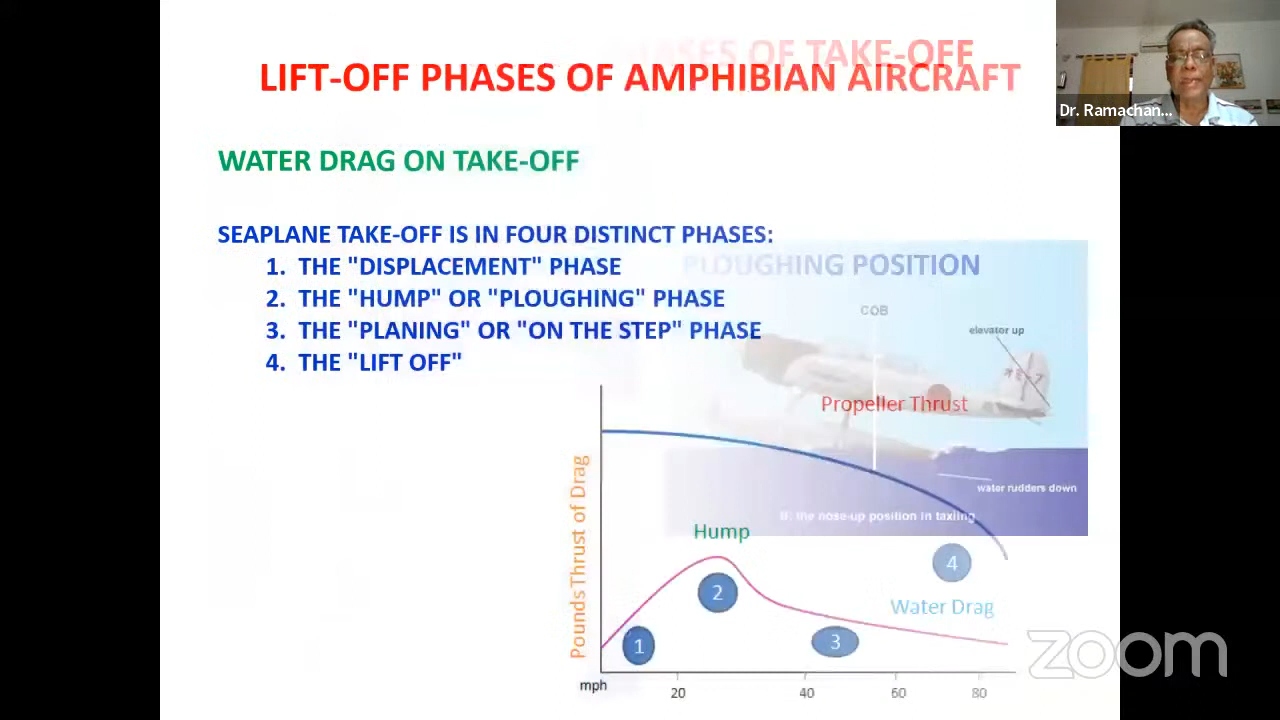 PHASES OF TAKE-OFF
LIFT-OFF PHASES OF AMPHIBIAN AIRCRAFT
Dr. Ramachan...
WATER DRAG ON TAKE-OFF
SEAPLANE TAKE-OFF IS IN FOUR DISTINCT PHASES:
1. THE "DISPLACEMENT" PHASE
2. THE "HUMP" OR "PLOUGHING" PHASE
3. THE "PLANING" OR "ON THE STEP" PHASE
4. THE "LIFT OFF"
PLOUGHING POSITION
COB
elevator up
Propeller Thrust
water rudders down
B: the nose-up position in taxiing
Pounds Thrust of Drag
Hump
1
2
3
4
Water Drag
mph
20
40
60
80
zoom